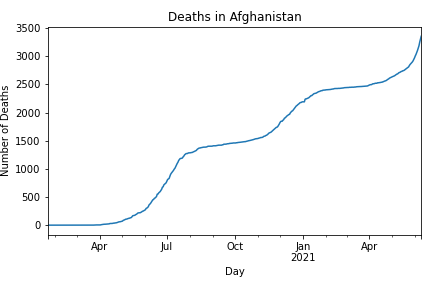 Deaths in Afghanistan
3500
3000
2500
2000
1500
1000
500
0
Number of Deaths
Apr
Jul
Oct
Jan
2021
Apr
Day